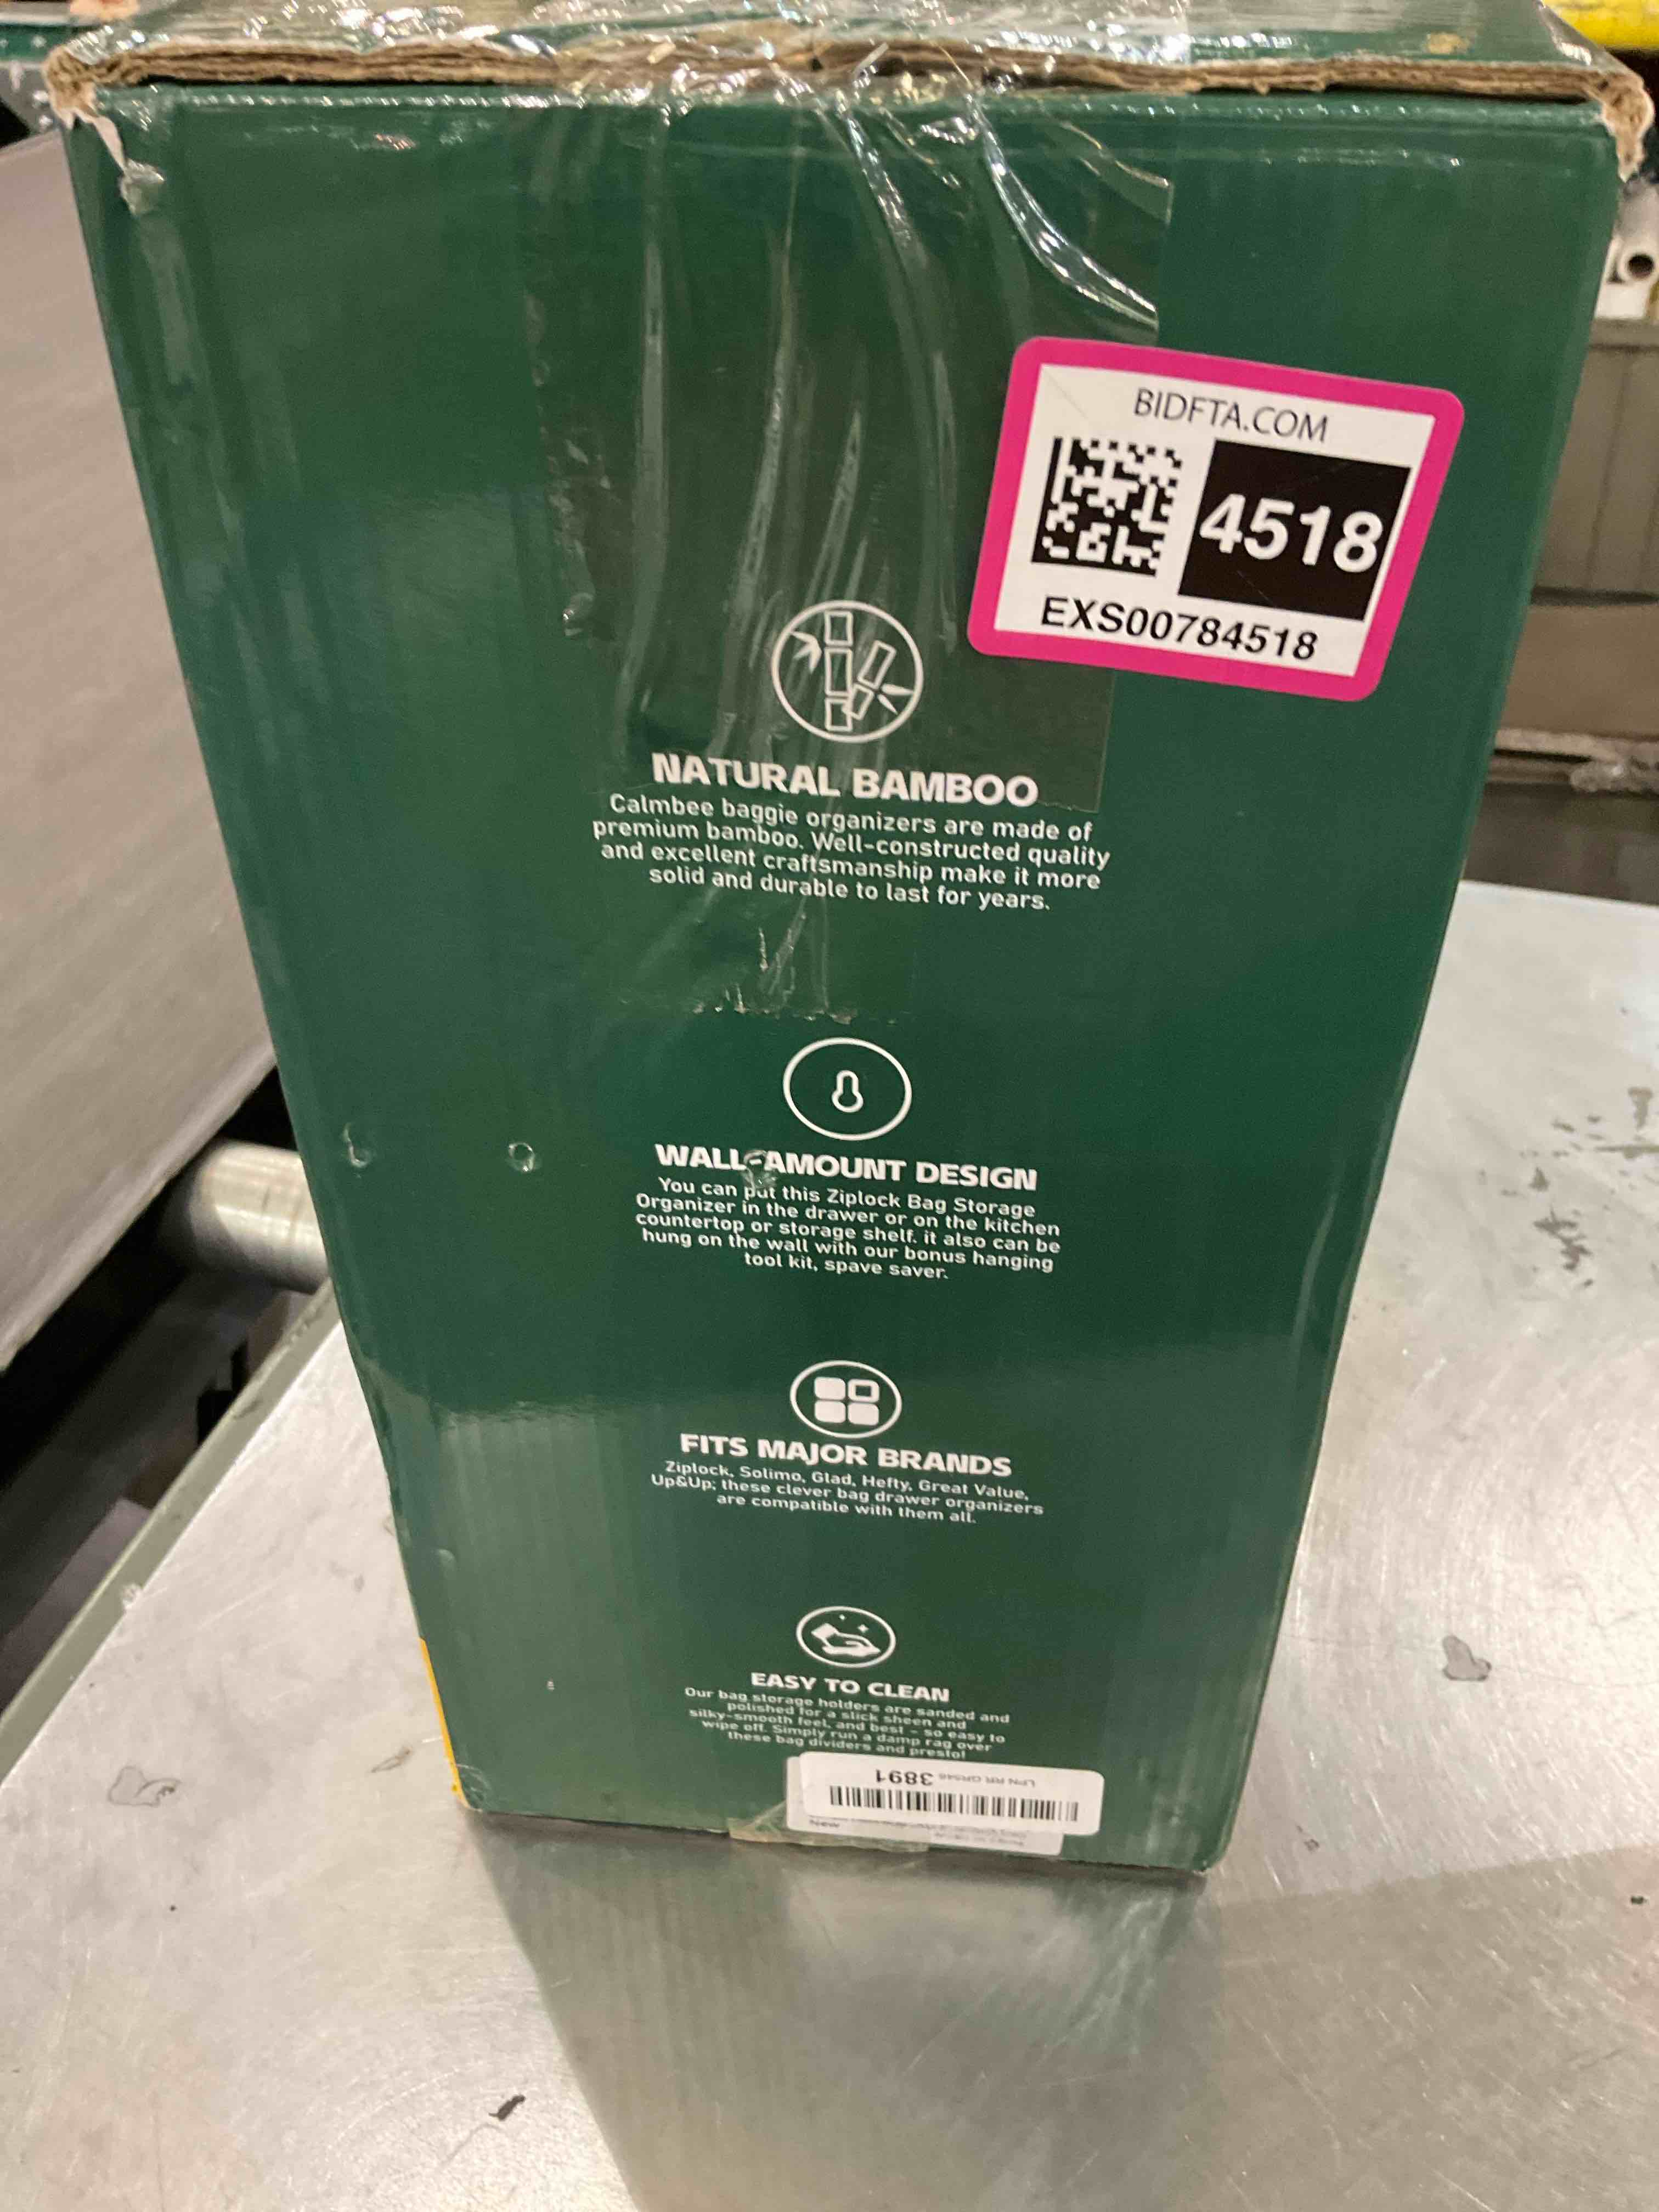 BIDFTA.COM
4518
EXS00784518
NATURAL BAMBOO
Calmbee baggie organizers are made of
premium bamboo. Well-constructed quality
and excellent craftsmanship make it more
solid and durable to last for years.
WALL-AMOUNT DESIGN
You can put this Ziplock Bag Storage
Organizer in the drawer or on the kitchen
countertop or storage shelf. it also can be
hung on the wall with our bonus hanging
tool kit, spave saver.
FITS MAJOR BRANDS
Ziplock, Solimo, Glad, Hefty, Great Value,
Up&Up; these clever bag drawer organizers
are compatible with them all.
EASY TO CLEAN
Our bag storage holders are sanded and
polished for a slick sheen and
silky-smooth feel, and best - so easy to
wipe off. Simply run a damp rag over
these bag dividers and presto!
LPN RR 3891
New